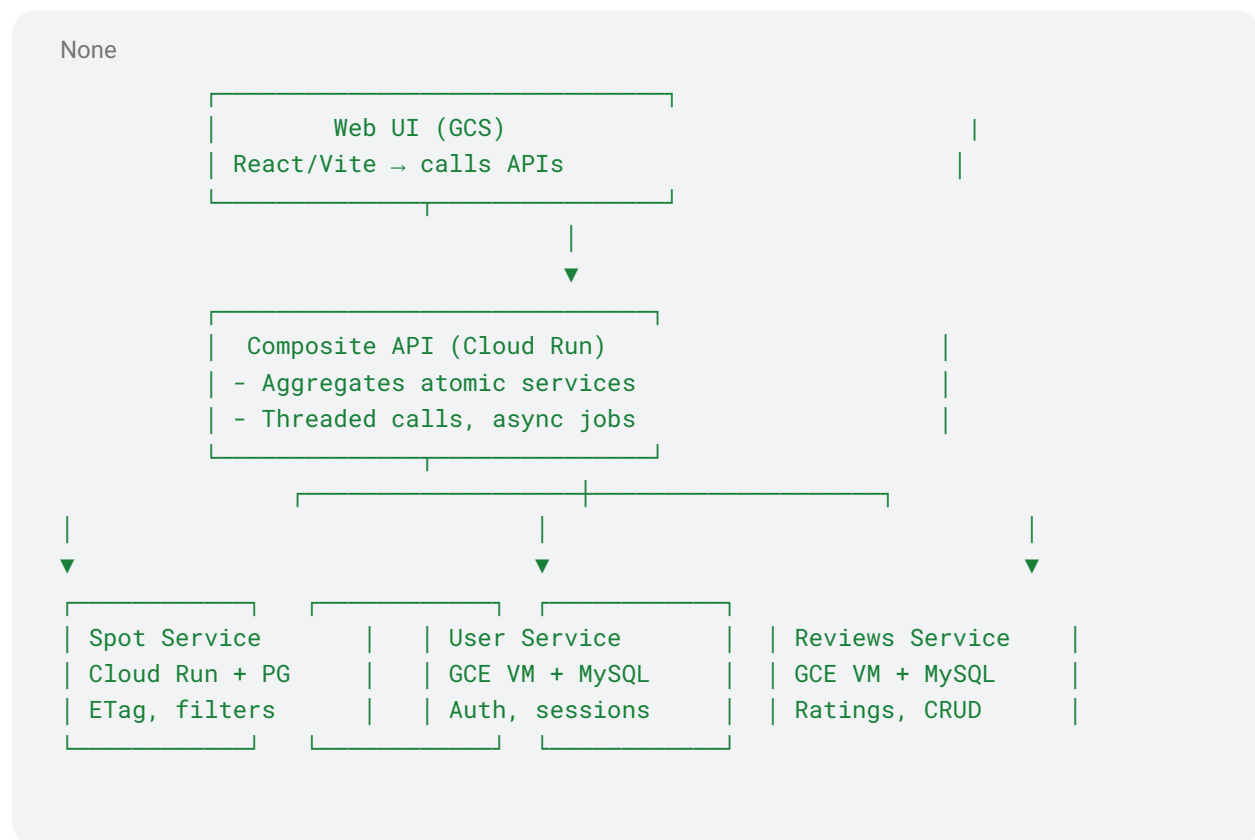 None
Web UI (GCS)
React/Vite → calls APIs
Composite API (Cloud Run)
- Aggregates atomic services
- Threaded calls, async jobs
Spot Service User Service Reviews Service
Cloud Run + PG GCE VM + MySQL GCE VM + MySQL
ETag, filters Auth, sessions Ratings, CRUD